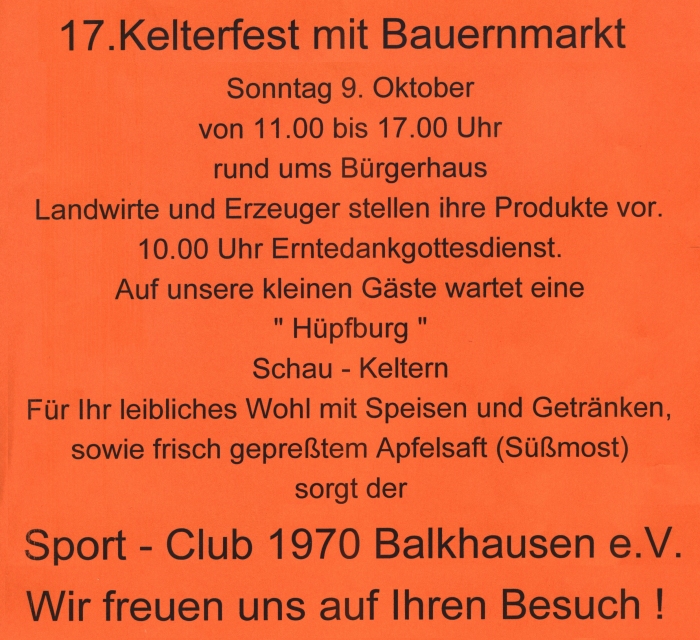 17.Kelterfest mit Bauernmarkt
Sonntag 9. Oktober
von 11.00 bis 17.00 Uhr
rund ums Bürgerhaus
Landwirte und Erzeuger stellen ihre Produkte vor.
10.00 Uhr Erntedankgottesdienst.
Auf unsere kleinen Gäste wartet eine
" Hüpfburg "
Schau - Keltern
Für Ihr leibliches Wohl mit Speisen und Getränken,
sowie frisch gepreßtem Apfelsaft (Süßmost)
sorgt der
Sport - Club 1970 Balkhausen e.V.
Wir freuen uns auf Ihren Besuch !